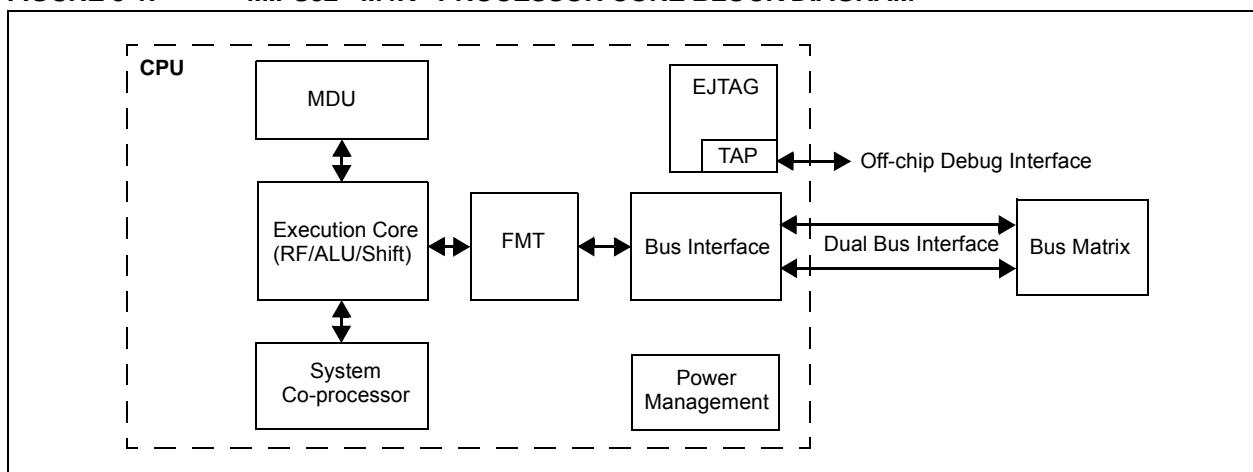 CPU
MDU
EJTAG
TAP
Off-chip Debug Interface
Execution Core
(RF/ALU/Shift)
FMT
Bus Interface
Dual Bus Interface
Bus Matrix
System
Co-processor
Power
Management